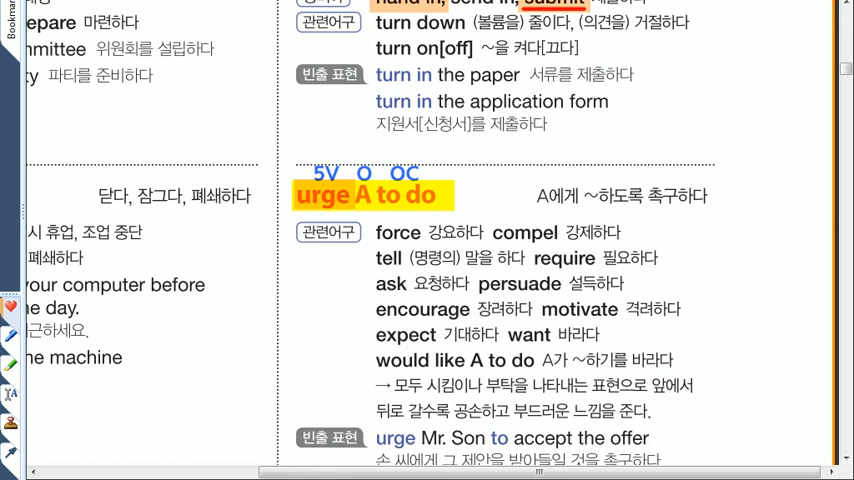 Bookmar
epare 마련하다
nmittee 위원회를 설립하다
ty 파티를 준비하다
닫다, 잠그다, 폐쇄하다
시 휴업, 조업 중단
폐쇄하다
your computer before
ne day.
근하세요.
he machine
hand in, send in, submit
관련어구 turn down (볼륨을) 줄이다, (의견을) 거절하다
turn on[off] ~을 켜다[끄다]
빈출 표현 turn in the paper 서류를 제출하다
turn in the application form
지원서[신청서]를 제출하다
5V O OC
urge A to do A에게 ~하도록 촉구하다
관련어구 force 강요하다 compel 강제하다
tell (명령의) 말을 하다 require 필요하다
ask 요청하다 persuade 설득하다
encourage 장려하다 motivate 격려하다
expect 기대하다 want 바라다
would like A to do A가 ~하기를 바라다
→ 모두 시킴이나 부탁을 나타내는 표현으로 앞에서
뒤로 갈수록 공손하고 부드러운 느낌을 준다.
빈출 표현 urge Mr. Son to accept the offer
손 씨에게 그 제안을 받아들일 것을 촉구하다